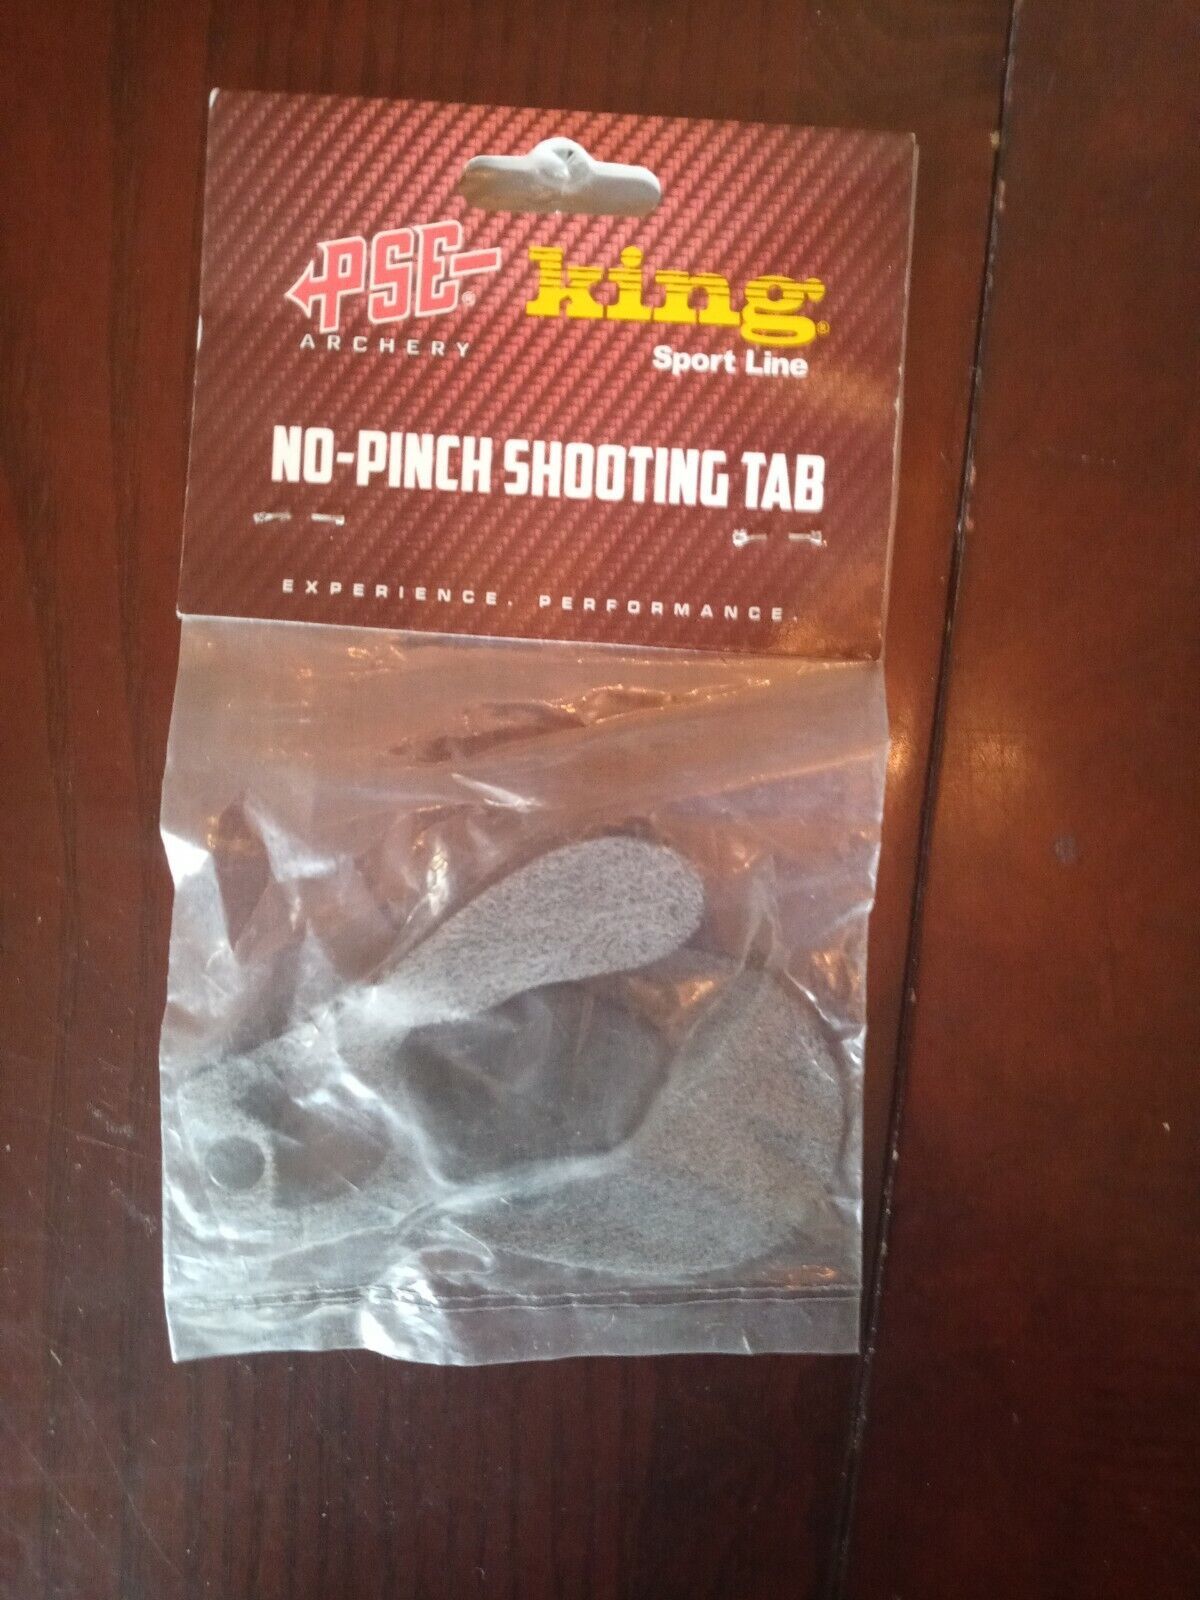 PSE® king®
ARCHERY Sport Line
NO-PINCH SHOOTING TAB
EXPERIENCE. PERFORMANCE.